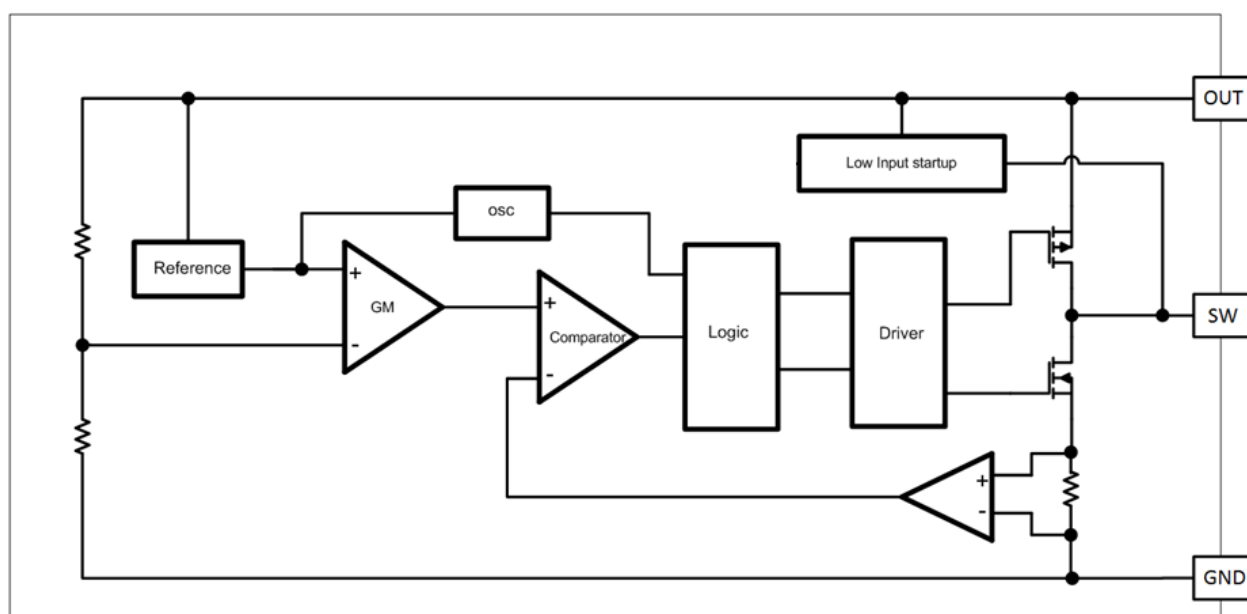 OUT
Low Input startup
osc
Reference
+
GM
-
+
Comparator
-
Logic
Driver
SW
+
-
GND